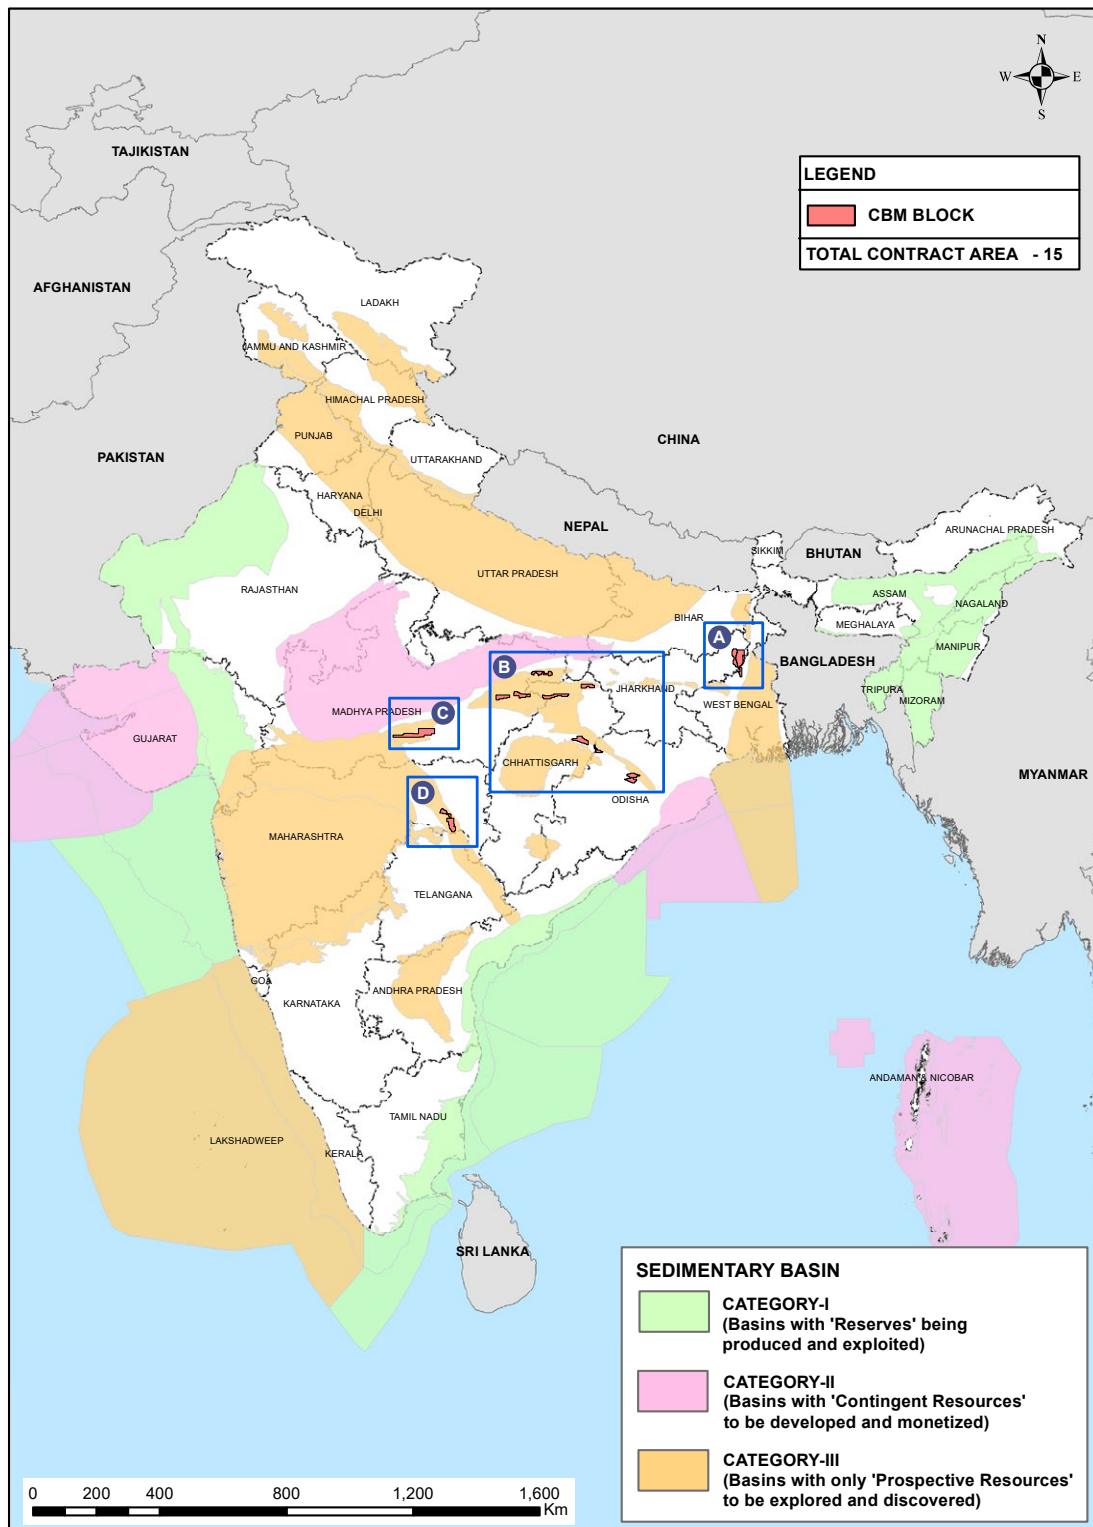 N
W E
S
TAJIKISTAN
LEGEND
CBM BLOCK
TOTAL CONTRACT AREA - 15
AFGHANISTAN
LADAKH
JAMMU AND KASHMIR
HIMACHAL PRADESH
PUNJAB
CHINA
PAKISTAN
UTTARAKHAND
HARYANA
DELHI
NEPAL
ARUNACHAL PRADESH
SIKKIM
BHUTAN
UTTAR PRADESH
RAJASTHAN
ASSAM
NAGALAND
BIHAR
MEGHALAYA
A
MANIPUR
B
BANGLADESH
JHARKHAND
TRIPURA
MIZORAM
WEST BENGAL
MADHYA PRADESH
C
GUJARAT
CHHATTISGARH
MYANMAR
D
ODISHA
MAHARASHTRA
TELANGANA
GOA
KARNATAKA
ANDHRA PRADESH
ANDAMAN & NICOBAR
TAMIL NADU
LAKSHADWEEP
KERALA
SRI LANKA
SEDIMENTARY BASIN
CATEGORY-I
(Basins with 'Reserves' being
produced and exploited)
CATEGORY-II
(Basins with 'Contingent Resources'
to be developed and monetized)
CATEGORY-III
(Basins with only 'Prospective Resources'
to be explored and discovered)
0 200 400 800 1,200 1,600
Km